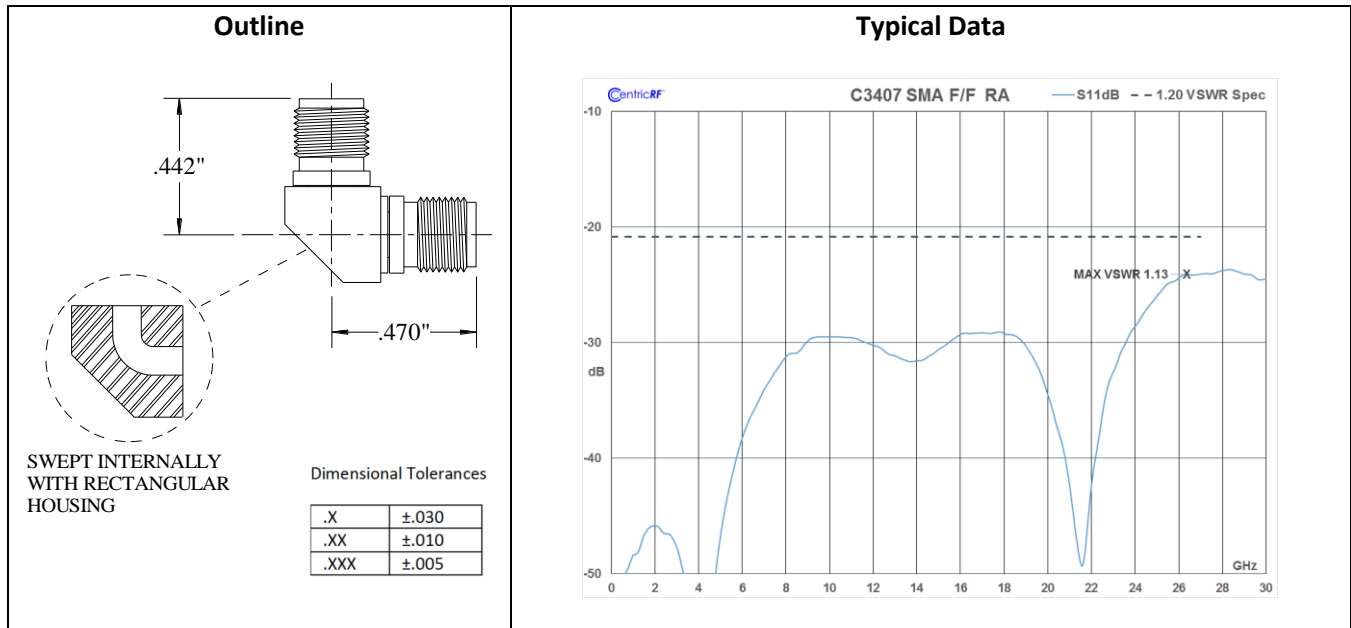 Outline
.442"
.470"
SWEPT INTERNALLY
WITH RECTANGULAR
HOUSING
Dimensional Tolerances
.X ±.030
.XX ±.010
.XXX ±.005
Typical Data
CentricRF
C3407 SMA F/F RA
S11dB
1.20 VSWR Spec
-10
-20
MAX VSWR 1.13
X
-30
dB
-40
-50
GHz
0 2 4 6 8 10 12 14 16 18 20 22 24 26 28 30